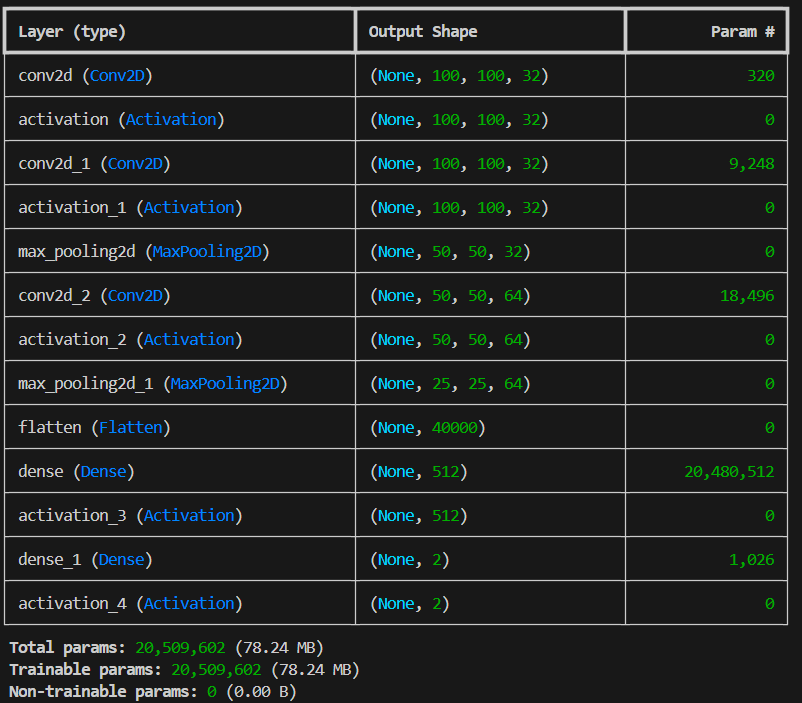 Layer (type) Output Shape Param #
conv2d (Conv2D) (None, 100, 100, 32) 320
activation (Activation) (None, 100, 100, 32) 0
conv2d_1 (Conv2D) (None, 100, 100, 32) 9,248
activation_1 (Activation) (None, 100, 100, 32) 0
max_pooling2d (MaxPooling2D) (None, 50, 50, 32) 0
conv2d_2 (Conv2D) (None, 50, 50, 64) 18,496
activation_2 (Activation) (None, 50, 50, 64) 0
max_pooling2d_1 (MaxPooling2D) (None, 25, 25, 64) 0
flatten (Flatten) (None, 40000) 0
dense (Dense) (None, 512) 20,480,512
activation_3 (Activation) (None, 512) 0
dense_1 (Dense) (None, 2) 1,026
activation_4 (Activation) (None, 2) 0
Total params: 20,509,602 (78.24 MB)
Trainable params: 20,509,602 (78.24 MB)
Non-trainable params: 0 (0.00 B)